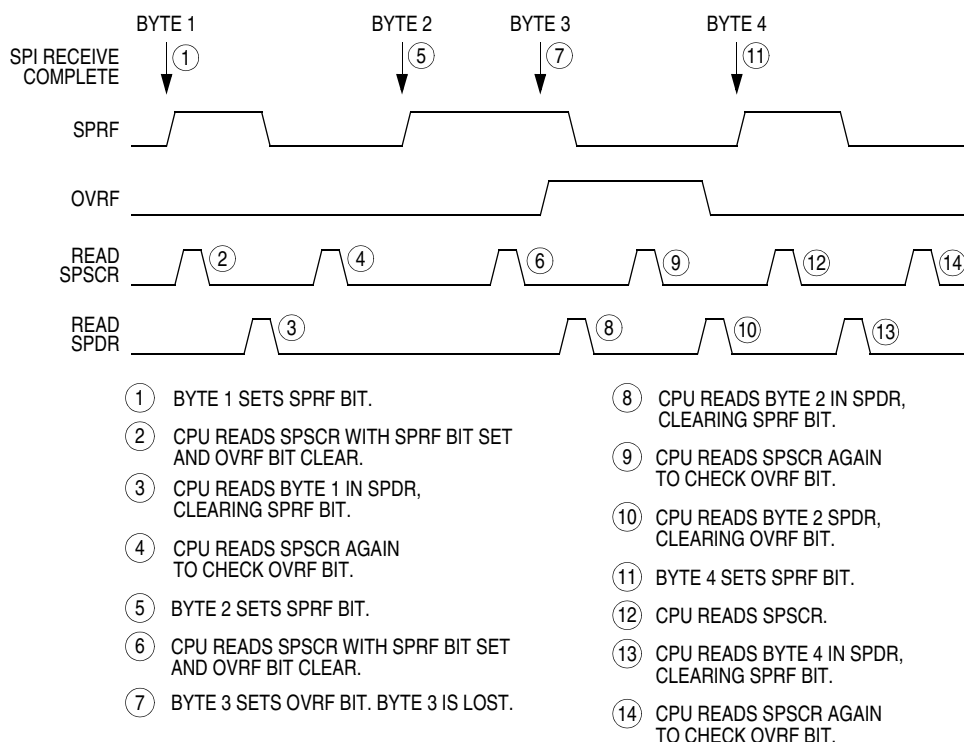 BYTE 1 BYTE 2 BYTE 3 BYTE 4
SPI RECEIVE
COMPLETE
1 5 7 11
SPRF
OVRF
READ
SPSCR
2 4 6 9 12 14
READ
SPDR
3 8 10 13
1 BYTE 1 SETS SPRF BIT.
2 CPU READS SPSCR WITH SPRF BIT SET
AND OVRF BIT CLEAR.
3 CPU READS BYTE 1 IN SPDR,
CLEARING SPRF BIT.
4 CPU READS SPSCR AGAIN
TO CHECK OVRF BIT.
5 BYTE 2 SETS SPRF BIT.
6 CPU READS SPSCR WITH SPRF BIT SET
AND OVRF BIT CLEAR.
7 BYTE 3 SETS OVRF BIT. BYTE 3 IS LOST.
8 CPU READS BYTE 2 IN SPDR,
CLEARING SPRF BIT.
9 CPU READS SPSCR AGAIN
TO CHECK OVRF BIT.
10 CPU READS BYTE 2 SPDR,
CLEARING OVRF BIT.
11 BYTE 4 SETS SPRF BIT.
12 CPU READS SPSCR.
13 CPU READS BYTE 4 IN SPDR,
CLEARING SPRF BIT.
14 CPU READS SPSCR AGAIN
TO CHECK OVRF BIT.